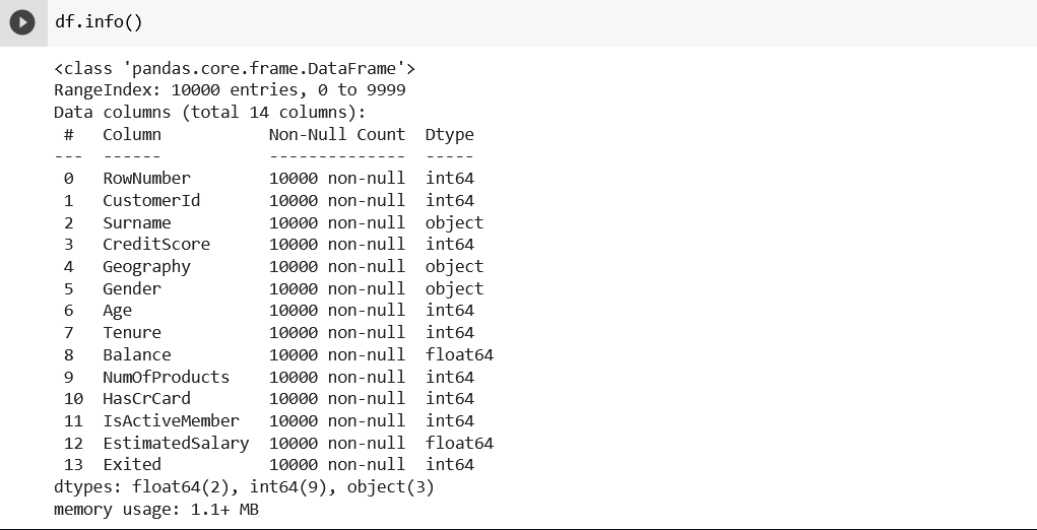 df.info()
<class 'pandas.core.frame.DataFrame'>
RangeIndex: 10000 entries, 0 to 9999
Data columns (total 14 columns):
 #   Column           Non-Null Count  Dtype
---  ------           --------------  -----
 0   RowNumber        10000 non-null  int64
 1   CustomerId       10000 non-null  int64
 2   Surname          10000 non-null  object
 3   CreditScore      10000 non-null  int64
 4   Geography        10000 non-null  object
 5   Gender           10000 non-null  object
 6   Age              10000 non-null  int64
 7   Tenure           10000 non-null  int64
 8   Balance          10000 non-null  float64
 9   NumOfProducts    10000 non-null  int64
 10  HasCrCard        10000 non-null  int64
 11  IsActiveMember   10000 non-null  int64
 12  EstimatedSalary  10000 non-null  float64
 13  Exited           10000 non-null  int64
dtypes: float64(2), int64(9), object(3)
memory usage: 1.1+ MB